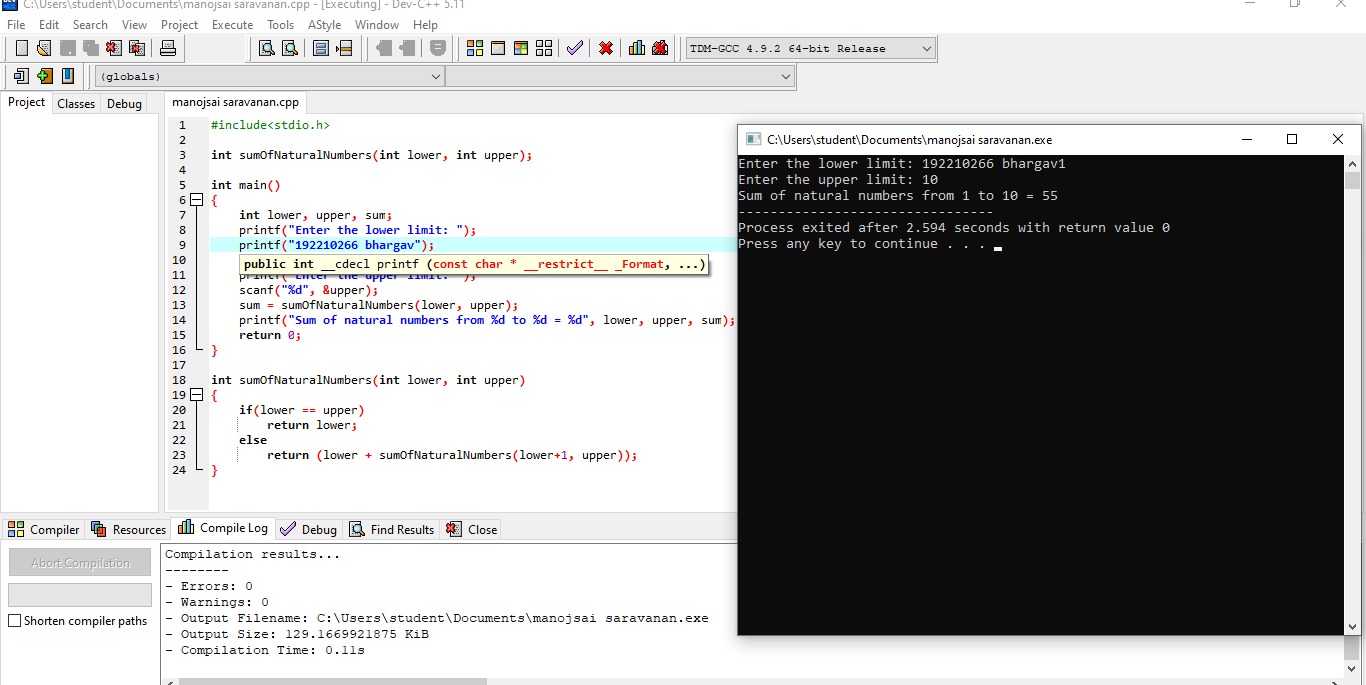 C:\Users\student\Documents\manojsai saravanan.cpp - [Executing] - Dev-C++ 5.11
File Edit Search View Project Execute Tools AStyle Window Help
TDM-GCC 4.9.2 64-bit Release
(globals)
Project Classes Debug
manojsai saravanan.cpp
1 #include<stdio.h>
2
3 int sumOfNaturalNumbers(int lower, int upper);
4
5 int main()
6 {
7 int lower, upper, sum;
8 printf("Enter the lower limit: ");
9 printf("192210266 bhargav");
10 public int __cdecl printf (const char * __restrict__ _Format, ...)
11 printf("Enter the upper limit: ");
12 scanf("%d", &upper);
13 sum = sumOfNaturalNumbers(lower, upper);
14 printf("Sum of natural numbers from %d to %d = %d", lower, upper, sum);
15 return 0;
16 }
17
18 int sumOfNaturalNumbers(int lower, int upper)
19 {
20 if(lower == upper)
21 return lower;
22 else
23 return (lower + sumOfNaturalNumbers(lower+1, upper));
24 }
C:\Users\student\Documents\manojsai saravanan.exe
Enter the lower limit: 192210266 bhargav1
Enter the upper limit: 10
Sum of natural numbers from 1 to 10 = 55
--------------------------------
Process exited after 2.594 seconds with return value 0
Press any key to continue . . .
Compiler Resources Compile Log Debug Find Results Close
Abort Compilation
Shorten compiler paths
Compilation results...
--------
- Errors: 0
- Warnings: 0
- Output Filename: C:\Users\student\Documents\manojsai saravanan.exe
- Output Size: 129.1669921875 KiB
- Compilation Time: 0.11s